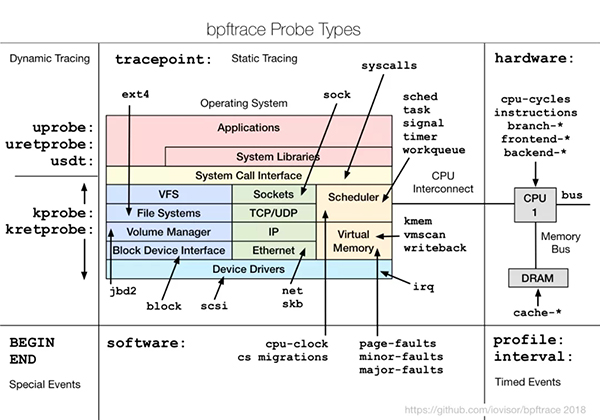 bpftrace Probe Types
Dynamic Tracing
tracepoint:
Static Tracing
hardware:
syscalls
ext4
sock
Operating System
sched
task
signal
timer
workqueue
cpu-cycles
instructions
branch-*
frontend-*
backend-*
uprobe:
uretprobe:
usdt:
Applications
System Libraries
System Call Interface
CPU
Interconnect
kprobe:
kretprobe:
VFS
Sockets
Scheduler
File Systems
TCP/UDP
Volume Manager
IP
Virtual
Memory
Block Device Interface
Ethernet
Device Drivers
kmem
vmscan
writeback
CPU
1
bus
Memory
Bus
DRAM
jbd2
block
scsi
net
skb
irq
cache-*
BEGIN
END
Special Events
software:
cpu-clock
cs migrations
page-faults
minor-faults
major-faults
profile:
interval:
Timed Events
https://github.com/iovisor/bpftrace 2018